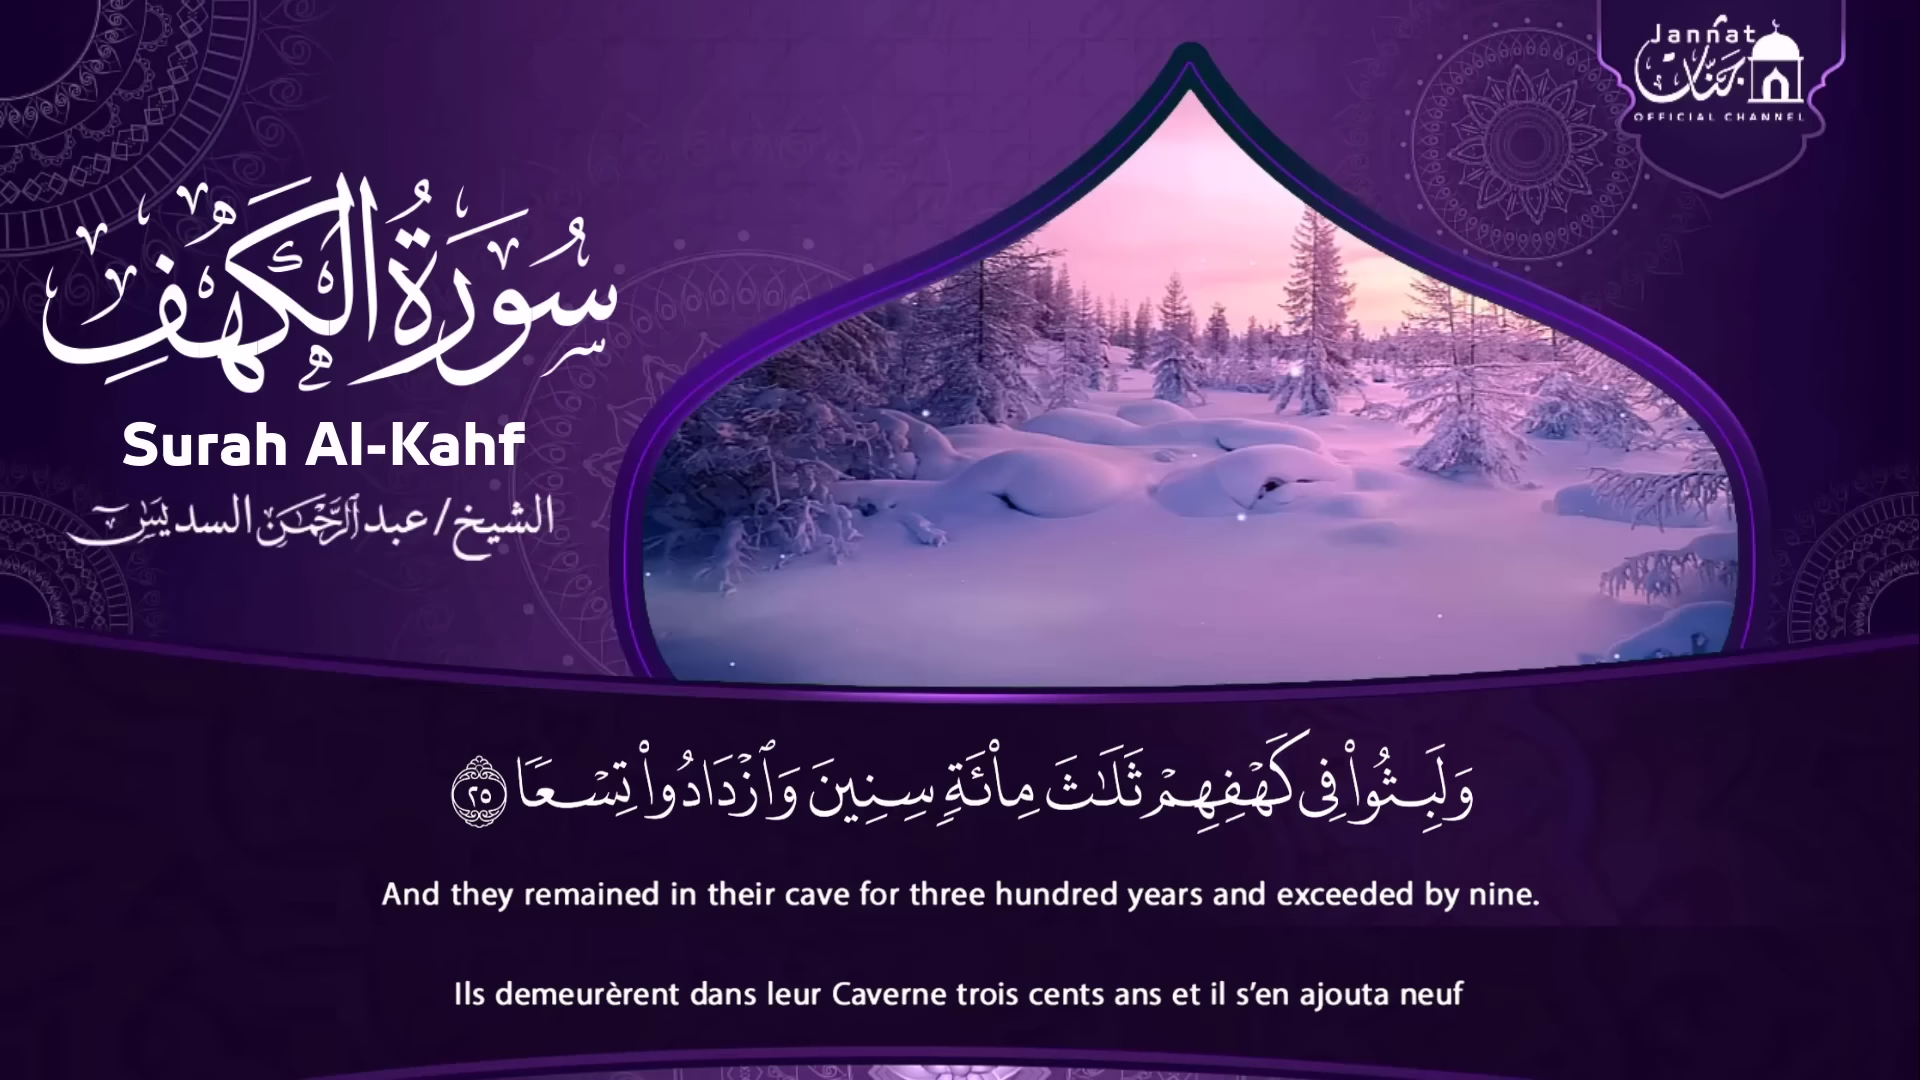 Jannat
جنات
OFFICIAL CHANNEL
سُورَةُ الكَهْفِ
Surah Al-Kahf
الشيخ / عبد الرَّحْمَن السديس
وَلَبِثُوا۟ فِى كَهْفِهِمْ ثَلَـٰثَ مِا۟ئَةٍ سِنِينَ وَٱزْدَادُوا۟ تِسْعًا ٢٥
And they remained in their cave for three hundred years and exceeded by nine.
Ils demeurèrent dans leur Caverne trois cents ans et il s’en ajouta neuf